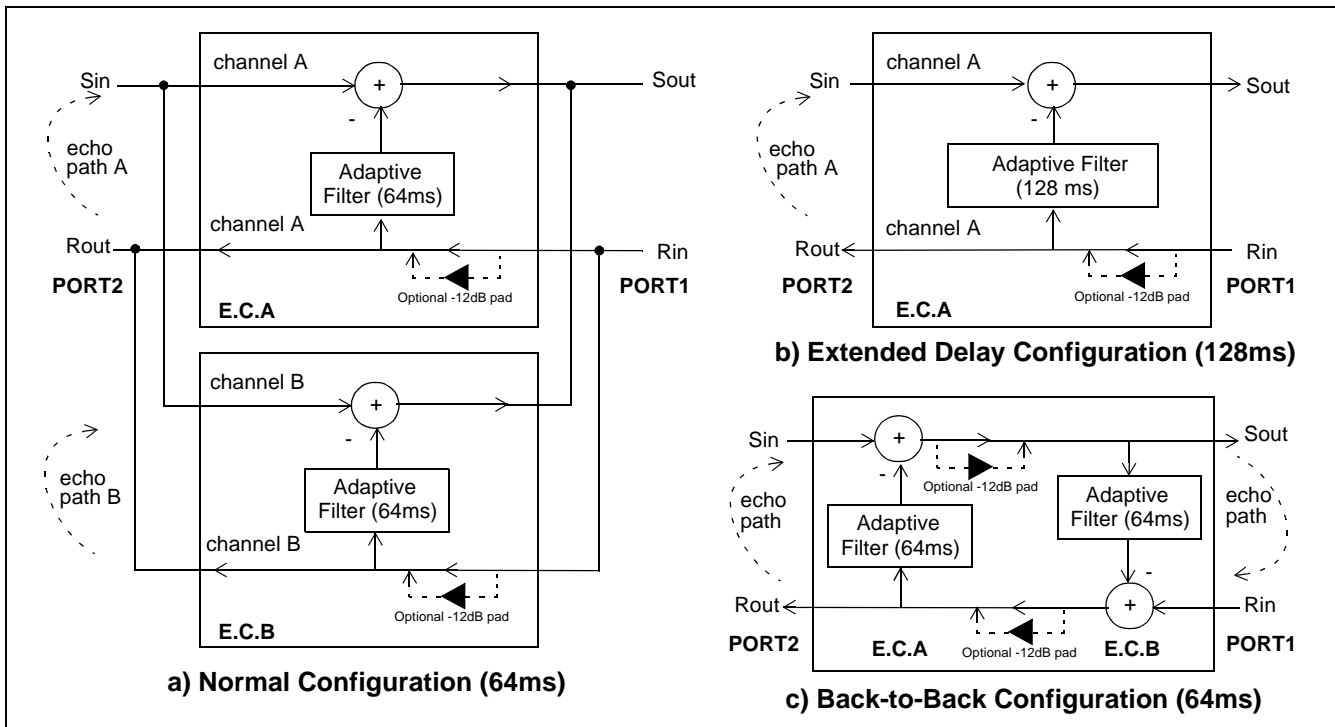 channel A
Sin
+
Sout
-
echo
path A
Adaptive
Filter (64ms)
channel A
Rout
Rin
PORT2
PORT1
Optional -12dB pad
E.C.A
channel B
+
-
echo
path B
Adaptive
Filter (64ms)
channel B
Optional -12dB pad
E.C.B
a) Normal Configuration (64ms)
channel A
Sin
+
Sout
-
echo
path A
Adaptive Filter
(128 ms)
channel A
Rout
Rin
PORT2
PORT1
Optional -12dB pad
E.C.A
b) Extended Delay Configuration (128ms)
Sin
+
Sout
-
Optional -12dB pad
echo
path
Adaptive
Filter (64ms)
Adaptive
Filter (64ms)
echo
path
-
Rout
+
Rin
PORT2
E.C.A
Optional -12dB pad
E.C.B
PORT1
c) Back-to-Back Configuration (64ms)